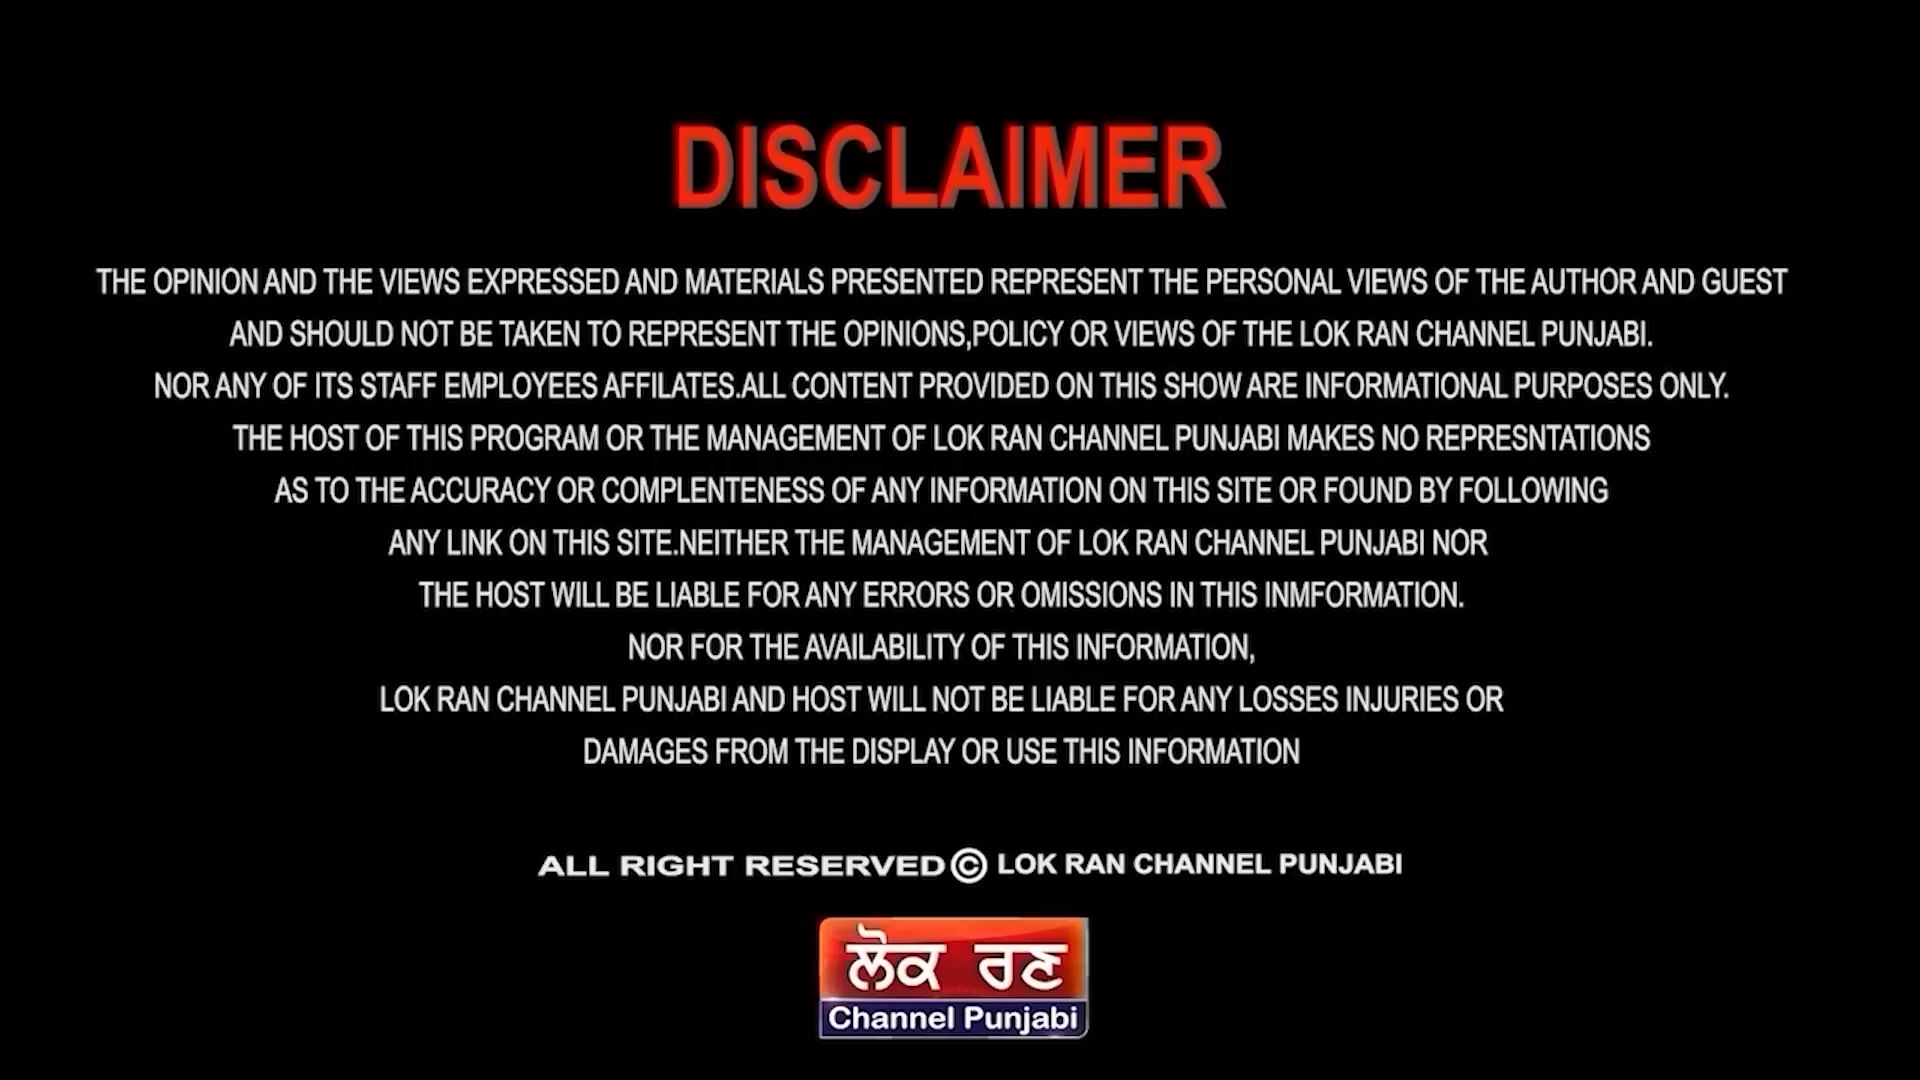 DISCLAIMER
THE OPINION AND THE VIEWS EXPRESSED AND MATERIALS PRESENTED REPRESENT THE PERSONAL VIEWS OF THE AUTHOR AND GUEST
AND SHOULD NOT BE TAKEN TO REPRESENT THE OPINIONS,POLICY OR VIEWS OF THE LOK RAN CHANNEL PUNJABI.
NOR ANY OF ITS STAFF EMPLOYEES AFFILATES.ALL CONTENT PROVIDED ON THIS SHOW ARE INFORMATIONAL PURPOSES ONLY.
THE HOST OF THIS PROGRAM OR THE MANAGEMENT OF LOK RAN CHANNEL PUNJABI MAKES NO REPRESNTATIONS
AS TO THE ACCURACY OR COMPLENTENESS OF ANY INFORMATION ON THIS SITE OR FOUND BY FOLLOWING
ANY LINK ON THIS SITE.NEITHER THE MANAGEMENT OF LOK RAN CHANNEL PUNJABI NOR
THE HOST WILL BE LIABLE FOR ANY ERRORS OR OMISSIONS IN THIS INMFORMATION.
NOR FOR THE AVAILABILITY OF THIS INFORMATION,
LOK RAN CHANNEL PUNJABI AND HOST WILL NOT BE LIABLE FOR ANY LOSSES INJURIES OR
DAMAGES FROM THE DISPLAY OR USE THIS INFORMATION
ALL RIGHT RESERVED © LOK RAN CHANNEL PUNJABI
ਲੋਕ ਰਣ
Channel Punjabi